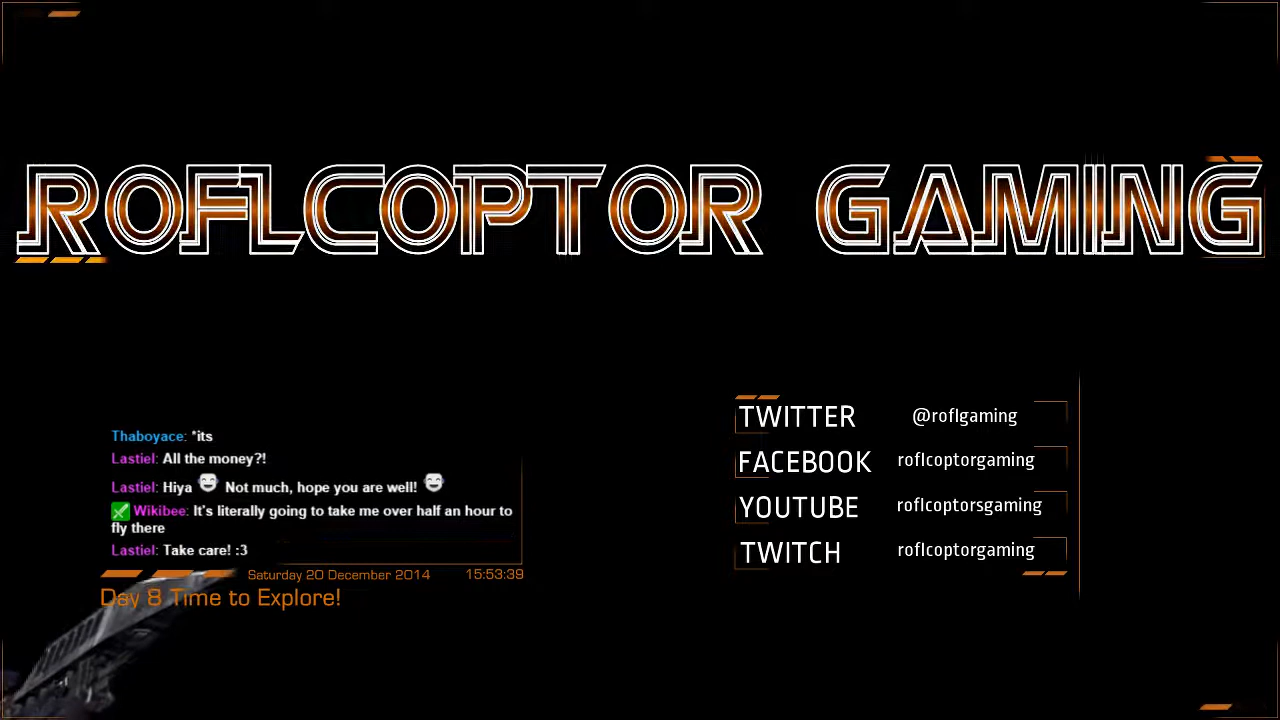 ROFLCOPTOR GAMING
Thaboyace: *its
Lastiel: All the money?!
Lastiel: Hiya Not much, hope you are well!
Wikibee: It's literally going to take me over half an hour to
fly there
Lastiel: Take care! :3
Saturday 20 December 2014 15:53:39
Day 8 Time to Explore!
TWITTER @roflgaming
FACEBOOK roflcoptorgaming
YOUTUBE roflcoptorsgaming
TWITCH roflcoptorgaming